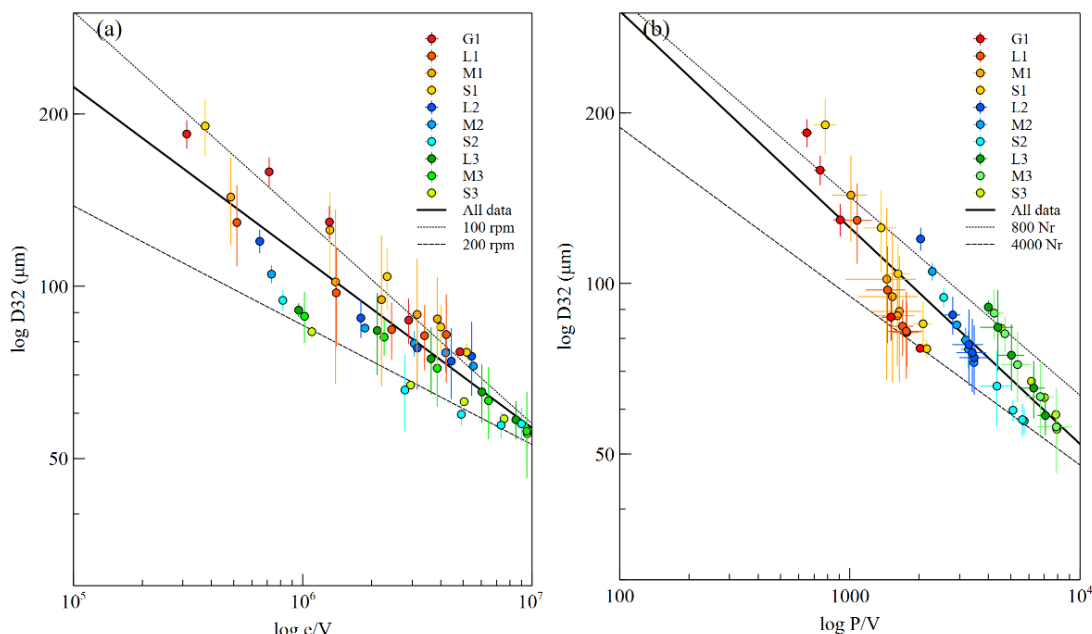 (a)
G1
L1
M1
S1
L2
M2
S2
L3
M3
S3
All data
100 rpm
200 rpm
200
100
50
log D32 (µm)
10⁵
10⁶
10⁷
log e/V
(b)
G1
L1
M1
S1
L2
M2
S2
L3
M3
S3
All data
800 Nr
4000 Nr
200
100
50
log D32 (µm)
100
1000
10⁴
log P/V